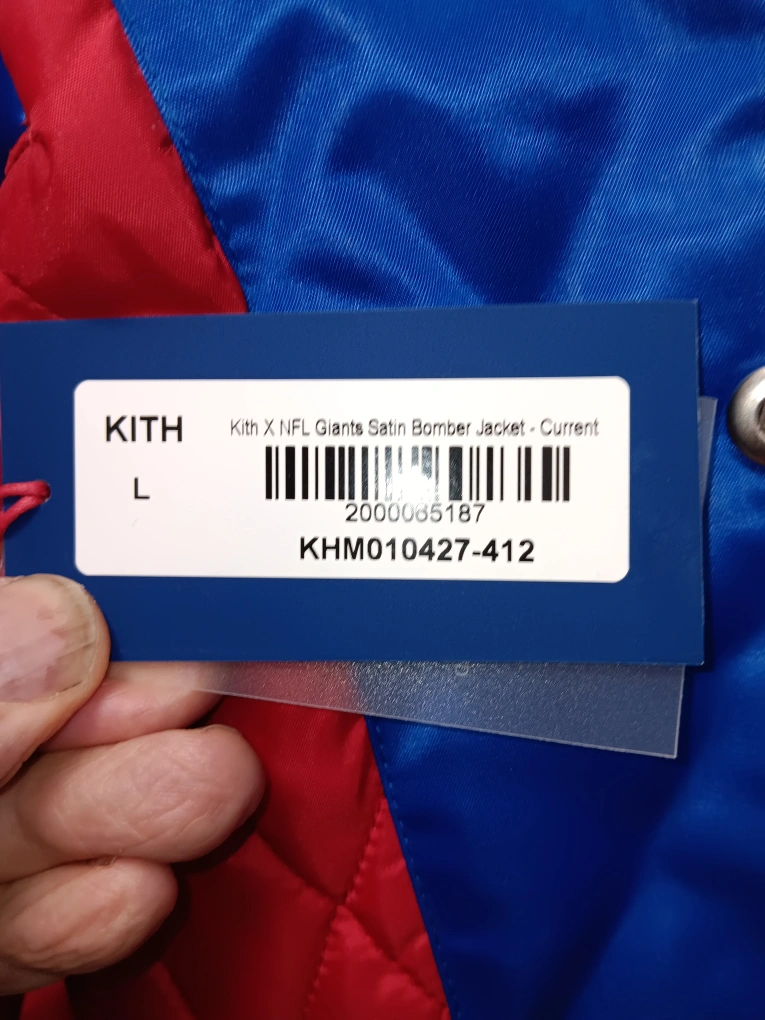 KITH
Kith X NFL Giants Satin Bomber Jacket - Current
L
2000085187
KHM010427-412